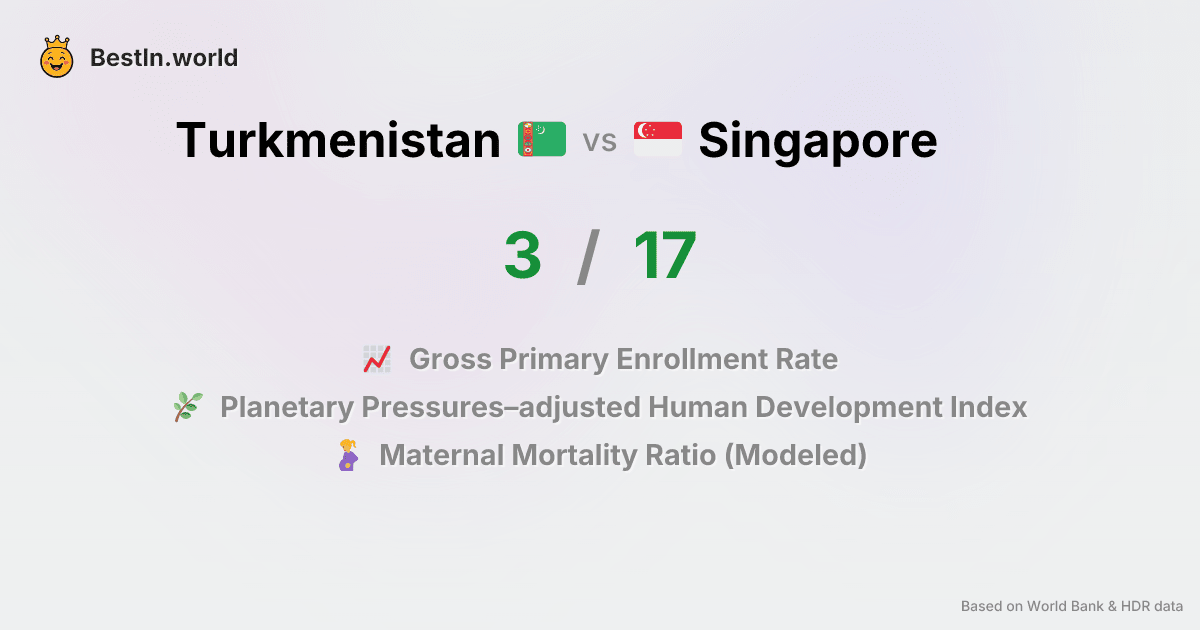 BestIn.world
Turkmenistan vs Singapore
3 / 17
Gross Primary Enrollment Rate
Planetary Pressures–adjusted Human Development Index
Maternal Mortality Ratio (Modeled)
Based on World Bank & HDR data